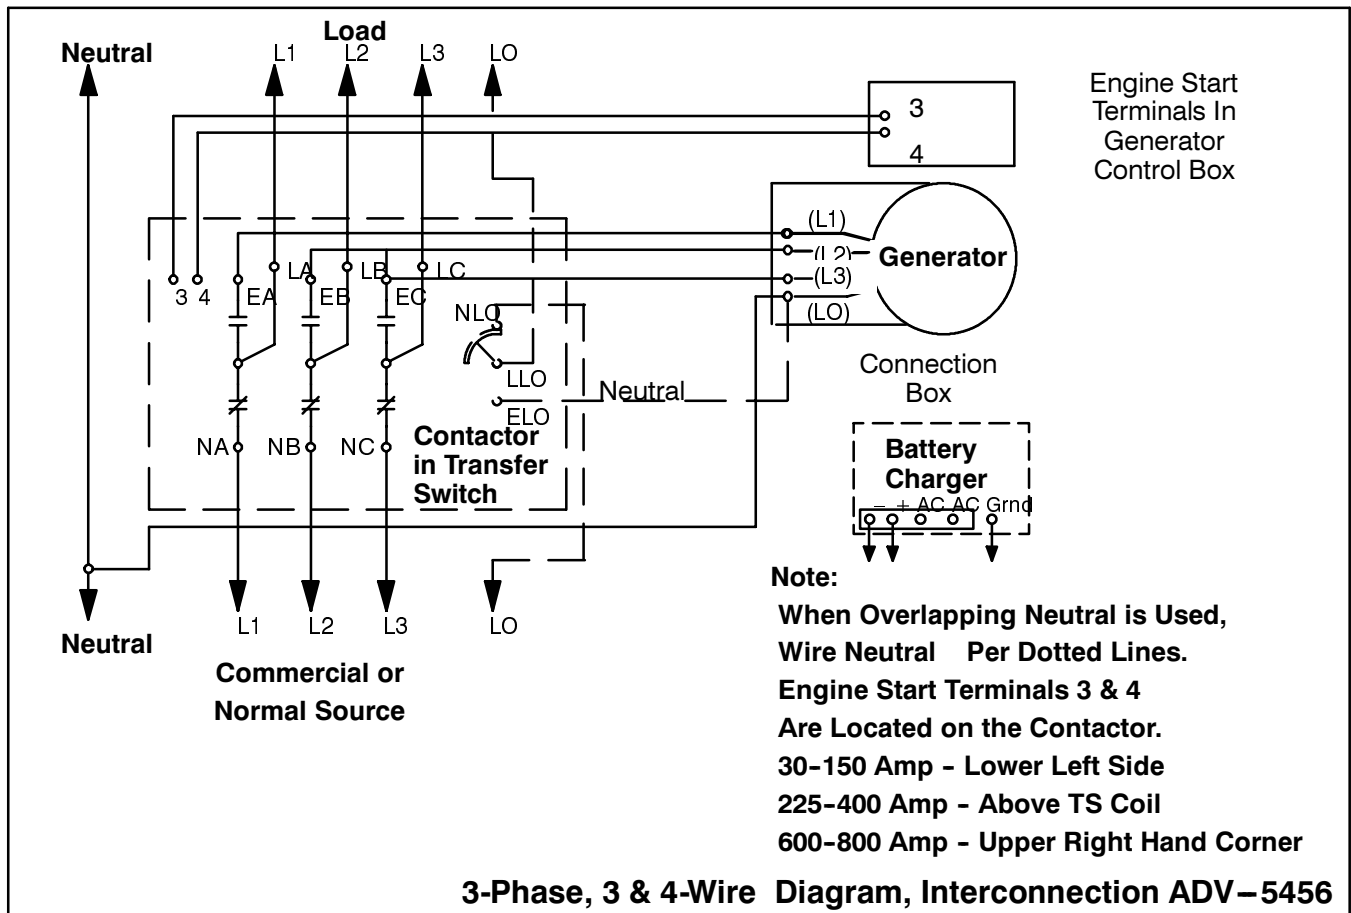 Load
Neutral L1 L2 L3 LO
3
4
Engine Start
Terminals In
Generator
Control Box
(L1)
(L2)
(L3)
(LO)
Generator
LA LB LC
3 4 EA EB EC
NLO
LLO
ELO
Neutral
Connection
Box
NA NB NC
Contactor
in Transfer
Switch
Battery
Charger
– + AC AC Grnd
L1 L2 L3 LO
Neutral
Commercial or
Normal Source
Note:
When Overlapping Neutral is Used,
Wire Neutral Per Dotted Lines.
Engine Start Terminals 3 & 4
Are Located on the Contactor.
30-150 Amp - Lower Left Side
225-400 Amp - Above TS Coil
600-800 Amp - Upper Right Hand Corner
3-Phase, 3 & 4-Wire Diagram, Interconnection ADV-5456